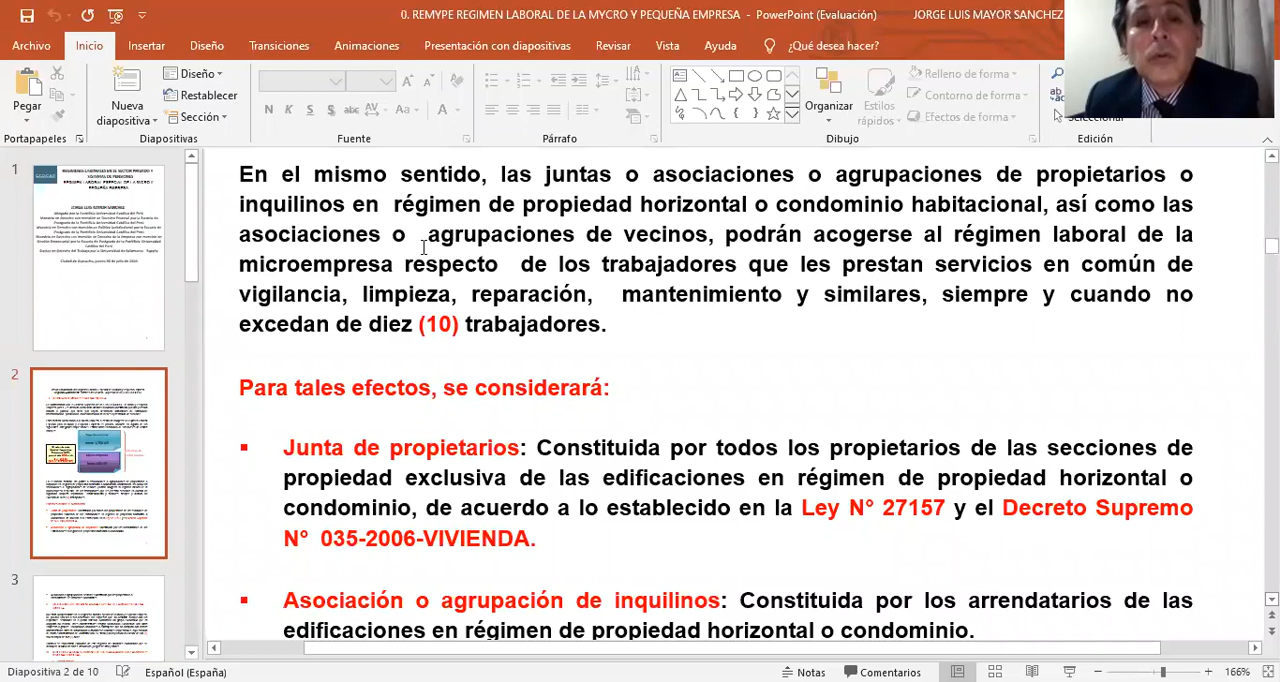 0. REMYPE REGIMEN LABORAL DE LA MYCRO Y PEQUEÑA EMPRESA - PowerPoint (Evaluación)
JORGE LUIS MAYOR SANCHEZ
Archivo Inicio Insertar Diseño Transiciones Animaciones Presentación con diapositivas Revisar Vista Ayuda ¿Qué desea hacer?
Pegar
Nueva diapositiva
Diseño
Restablecer
Sección
N K S S abc AV Aa A
Organizar
Estilos rápidos
Relleno de forma
Contorno de forma
Efectos de forma
Portapapeles Diapositivas Fuente Párrafo Dibujo Edición
1
2
3
En el mismo sentido, las juntas o asociaciones o agrupaciones de propietarios o
inquilinos en régimen de propiedad horizontal o condominio habitacional, así como las
asociaciones o agrupaciones de vecinos, podrán acogerse al régimen laboral de la
microempresa respecto de los trabajadores que les prestan servicios en común de
vigilancia, limpieza, reparación, mantenimiento y similares, siempre y cuando no
excedan de diez (10) trabajadores.
Para tales efectos, se considerará:
Junta de propietarios: Constituida por todos los propietarios de las secciones de
propiedad exclusiva de las edificaciones en régimen de propiedad horizontal o
condominio, de acuerdo a lo establecido en la Ley N° 27157 y el Decreto Supremo
N° 035-2006-VIVIENDA.
Asociación o agrupación de inquilinos: Constituida por los arrendatarios de las
edificaciones en régimen de propiedad horizontal o condominio.
Diapositiva 2 de 10 Español (España) Notas Comentarios 166%